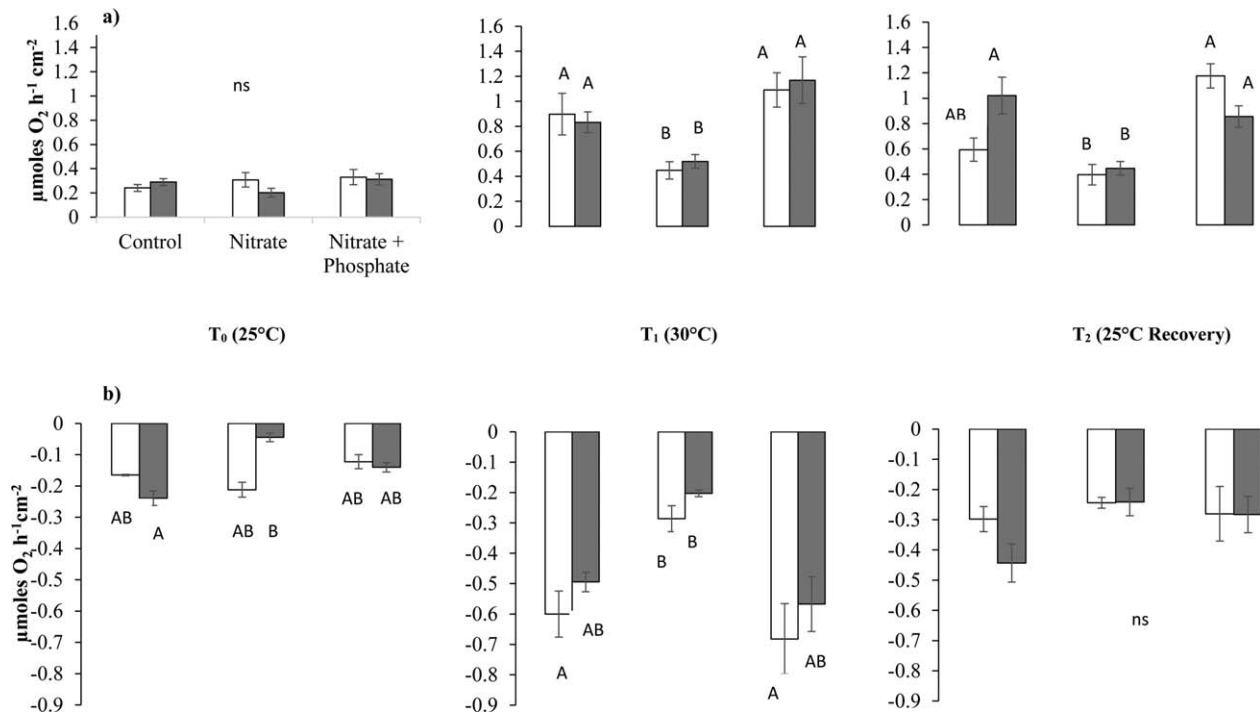 a)
µmoles O₂ h⁻¹ cm⁻²
1.6
1.4
1.2
1
0.8
0.6
0.4
0.2
0
ns
Control
Nitrate
Nitrate +
Phosphate
1.6
1.4
1.2
1
0.8
0.6
0.4
0.2
0
A A
B B
A A
1.6
1.4
1.2
1
0.8
0.6
0.4
0.2
0
AB A
B B
A A
T₀ (25°C)
T₁ (30°C)
T₂ (25°C Recovery)
b)
µmoles O₂ h⁻¹cm⁻²
0
-0.1
-0.2
-0.3
-0.4
-0.5
-0.6
-0.7
-0.8
-0.9
AB A
AB B
AB AB
0
-0.1
-0.2
-0.3
-0.4
-0.5
-0.6
-0.7
-0.8
-0.9
A AB
B B
A AB
0
-0.1
-0.2
-0.3
-0.4
-0.5
-0.6
-0.7
-0.8
-0.9
ns